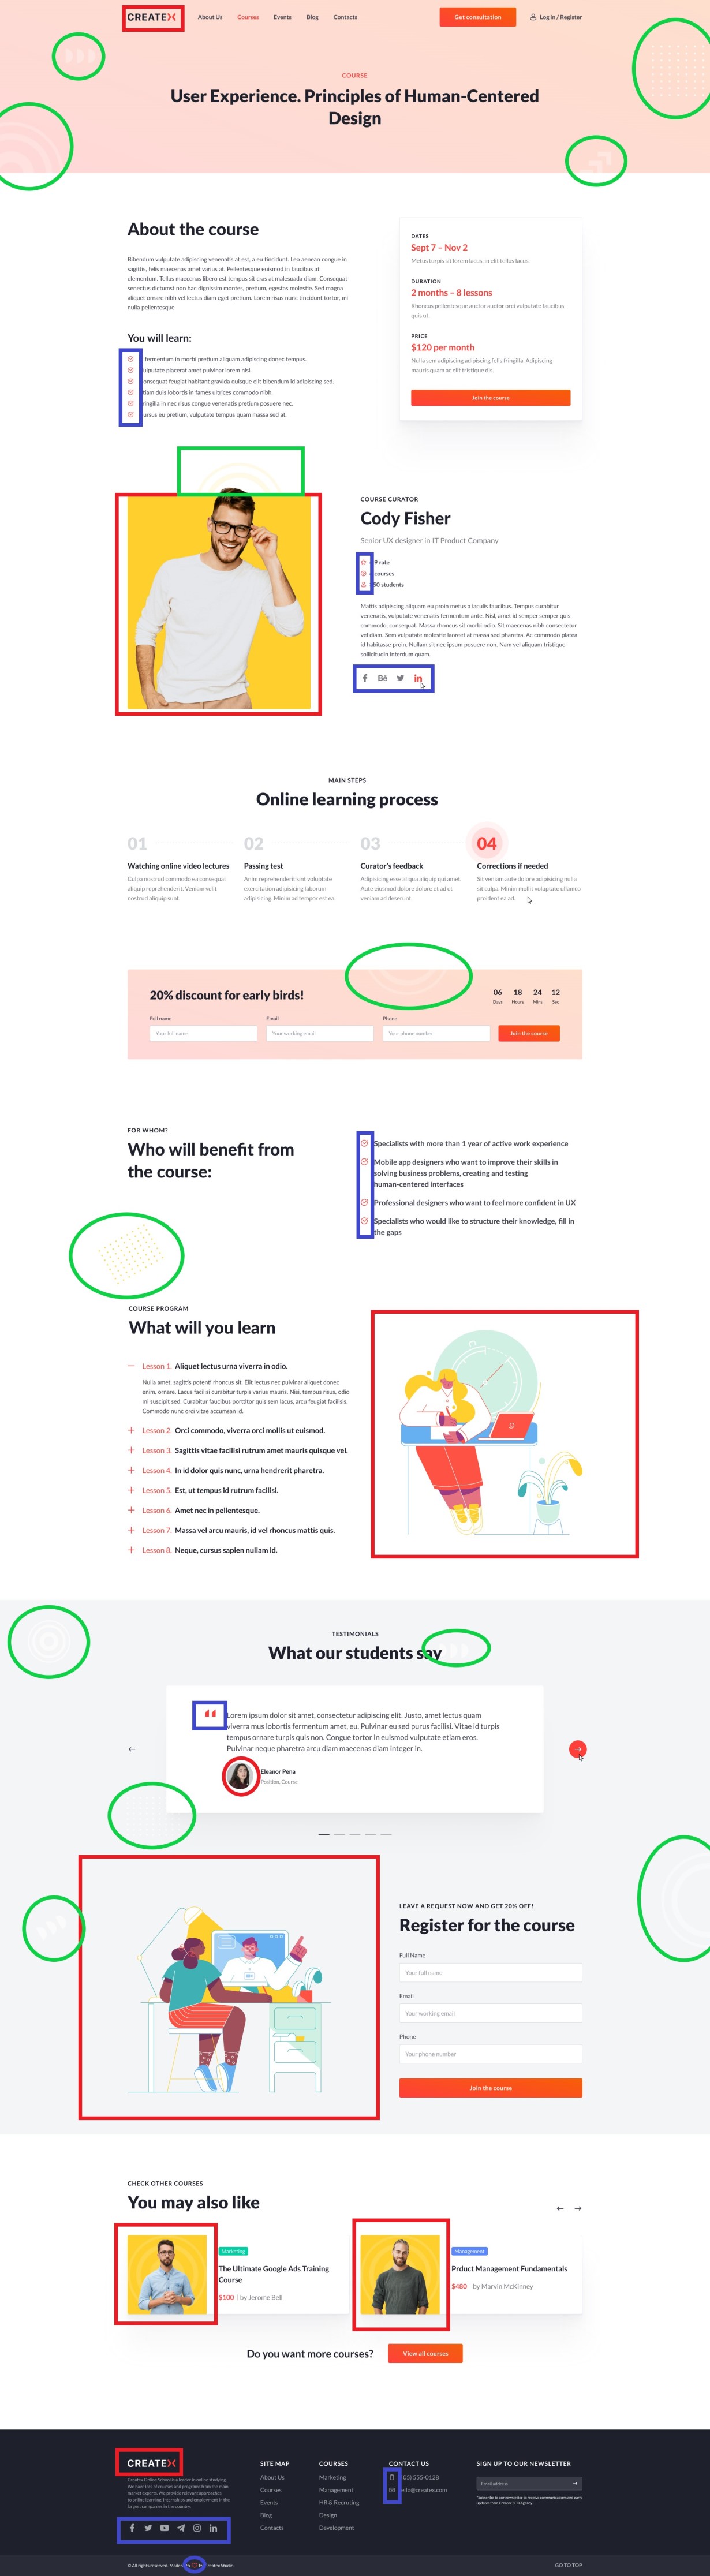 CREATEX
About Us
Courses
Events
Blog
Contacts
Get consultation
Log in / Register
COURSE
User Experience. Principles of Human-Centered
Design
About the course
Bibendum vulputate adipiscing venenatis at est, a eu tincidunt. Leo aenean congue in
sagittis, felis maecenas amet varius at. Pellentesque euismod in faucibus at
elementum. Tellus maecenas libero est tempus sit cras at malesuada diam. Consequat
senectus dictumst non hac dignissim montes, pretium, egestas molestie. Sed magna
aliquet ornare nibh vel lectus diam eget pretium. Lorem risus nunc tincidunt tortor, mi
nulla pellentesque
You will learn:
fermentum in morbi pretium aliquam adipiscing donec tempus.
ulputate placerat amet pulvinar lorem nisl.
onsequat feugiat habitant gravida quisque elit bibendum id adipiscing sed.
tiam duis lobortis in fames ultrices commodo nibh.
ringilla in nec risus congue venenatis pretium posuere nec.
ursus eu pretium, vulputate tempus quam massa sed at.
DATES
Sept 7 – Nov 2
Metus turpis sit lorem lacus, in elit tellus lacus.
DURATION
2 months – 8 lessons
Rhoncus pellentesque auctor auctor orci vulputate faucibus
quis ut.
PRICE
$120 per month
Nulla sem adipiscing adipiscing felis fringilla. Adipiscing
mauris quam ac elit tristique dis.
Join the course
COURSE CURATOR
Cody Fisher
Senior UX designer in IT Product Company
9 rate
courses
50 students
Mattis adipiscing aliquam eu proin metus a iaculis faucibus. Tempus curabitur
venenatis, vulputate venenatis fermentum ante. Nisl, amet id semper semper quis
commodo, consequat. Massa rhoncus sit morbi odio. Sit maecenas nibh consectetur
vel diam. Sem vulputate molestie laoreet at massa sed pharetra. Ac commodo platea
id habitasse proin. Nullam sit nec ipsum posuere non. Nam vel aliquam tristique
sollicitudin interdum quam.
MAIN STEPS
Online learning process
01
Watching online video lectures
Culpa nostrud commodo ea consequat
aliquip reprehenderit. Veniam velit
nostrud aliquip sunt.
02
Passing test
Anim reprehenderit sint voluptate
exercitation adipisicing laborum
adipisicing. Minim ad tempor est ea.
03
Curator's feedback
Adipisicing esse aliqua aliquip qui amet.
Aute eiusmod dolore dolore et ad et
veniam ad deserunt.
04
Corrections if needed
Sit veniam aute dolore adipisicing nulla
sit culpa. Minim mollit voluptate ullamco
proident ea ad.
20% discount for early birds!
06 18 24 12
Days Hours Mins Sec
Full name
Your full name
Email
Your working email
Phone
Your phone number
Join the course
FOR WHOM?
Who will benefit from
the course:
Specialists with more than 1 year of active work experience
Mobile app designers who want to improve their skills in
solving business problems, creating and testing
human-centered interfaces
Professional designers who want to feel more confident in UX
Specialists who would like to structure their knowledge, fill in
the gaps
COURSE PROGRAM
What will you learn
Lesson 1. Aliquet lectus urna viverra in odio.
Nulla amet, sagittis potenti rhoncus sit. Elit lectus nec pulvinar aliquet donec
enim, ornare. Lacus facilisi curabitur turpis varius mauris. Nisi, tempus risus, odio
mi suscipit sed. Curabitur faucibus porttitor quis sem lacus, arcu feugiat facilisis.
Commodo nunc orci vitae accumsan id.
Lesson 2. Orci commodo, viverra orci mollis ut euismod.
Lesson 3. Sagittis vitae facilisi rutrum amet mauris quisque vel.
Lesson 4. In id dolor quis nunc, urna hendrerit pharetra.
Lesson 5. Est, ut tempus id rutrum facilisi.
Lesson 6. Amet nec in pellentesque.
Lesson 7. Massa vel arcu mauris, id vel rhoncus mattis quis.
Lesson 8. Neque, cursus sapien nullam id.
TESTIMONIALS
What our students say
Lorem ipsum dolor sit amet, consectetur adipiscing elit. Justo, amet lectus quam
viverra mus lobortis fermentum amet, eu. Pulvinar eu sed purus facilisi. Vitae id turpis
tempus ornare turpis quis non. Congue tortor in euismod vulputate etiam eros.
Pulvinar neque pharetra arcu diam maecenas diam integer in.
Eleanor Pena
Position, Course
LEAVE A REQUEST NOW AND GET 20% OFF!
Register for the course
Full Name
Your full name
Email
Your working email
Phone
Your phone number
Join the course
CHECK OTHER COURSES
You may also like
Marketing
The Ultimate Google Ads Training
Course
$100 | by Jerome Bell
Management
Prduct Management Fundamentals
$480 | by Marvin McKinney
Do you want more courses?
View all courses
CREATEX
Createx Online School is a leader in online studying.
We have lots of courses and programs from the main
market experts. We provide relevant approaches
to online learning, internships and employment in the
largest companies in the country.
SITE MAP
About Us
Courses
Events
Blog
Contacts
COURSES
Marketing
Management
HR & Recruting
Design
Development
CONTACT US
405) 555-0128
ello@createx.com
SIGN UP TO OUR NEWSLETTER
Email address
*Subscribe to our newsletter to receive communications and early
updates from Createx SEO Agency.
© All rights reserved. Made with by Createx Studio
GO TO TOP